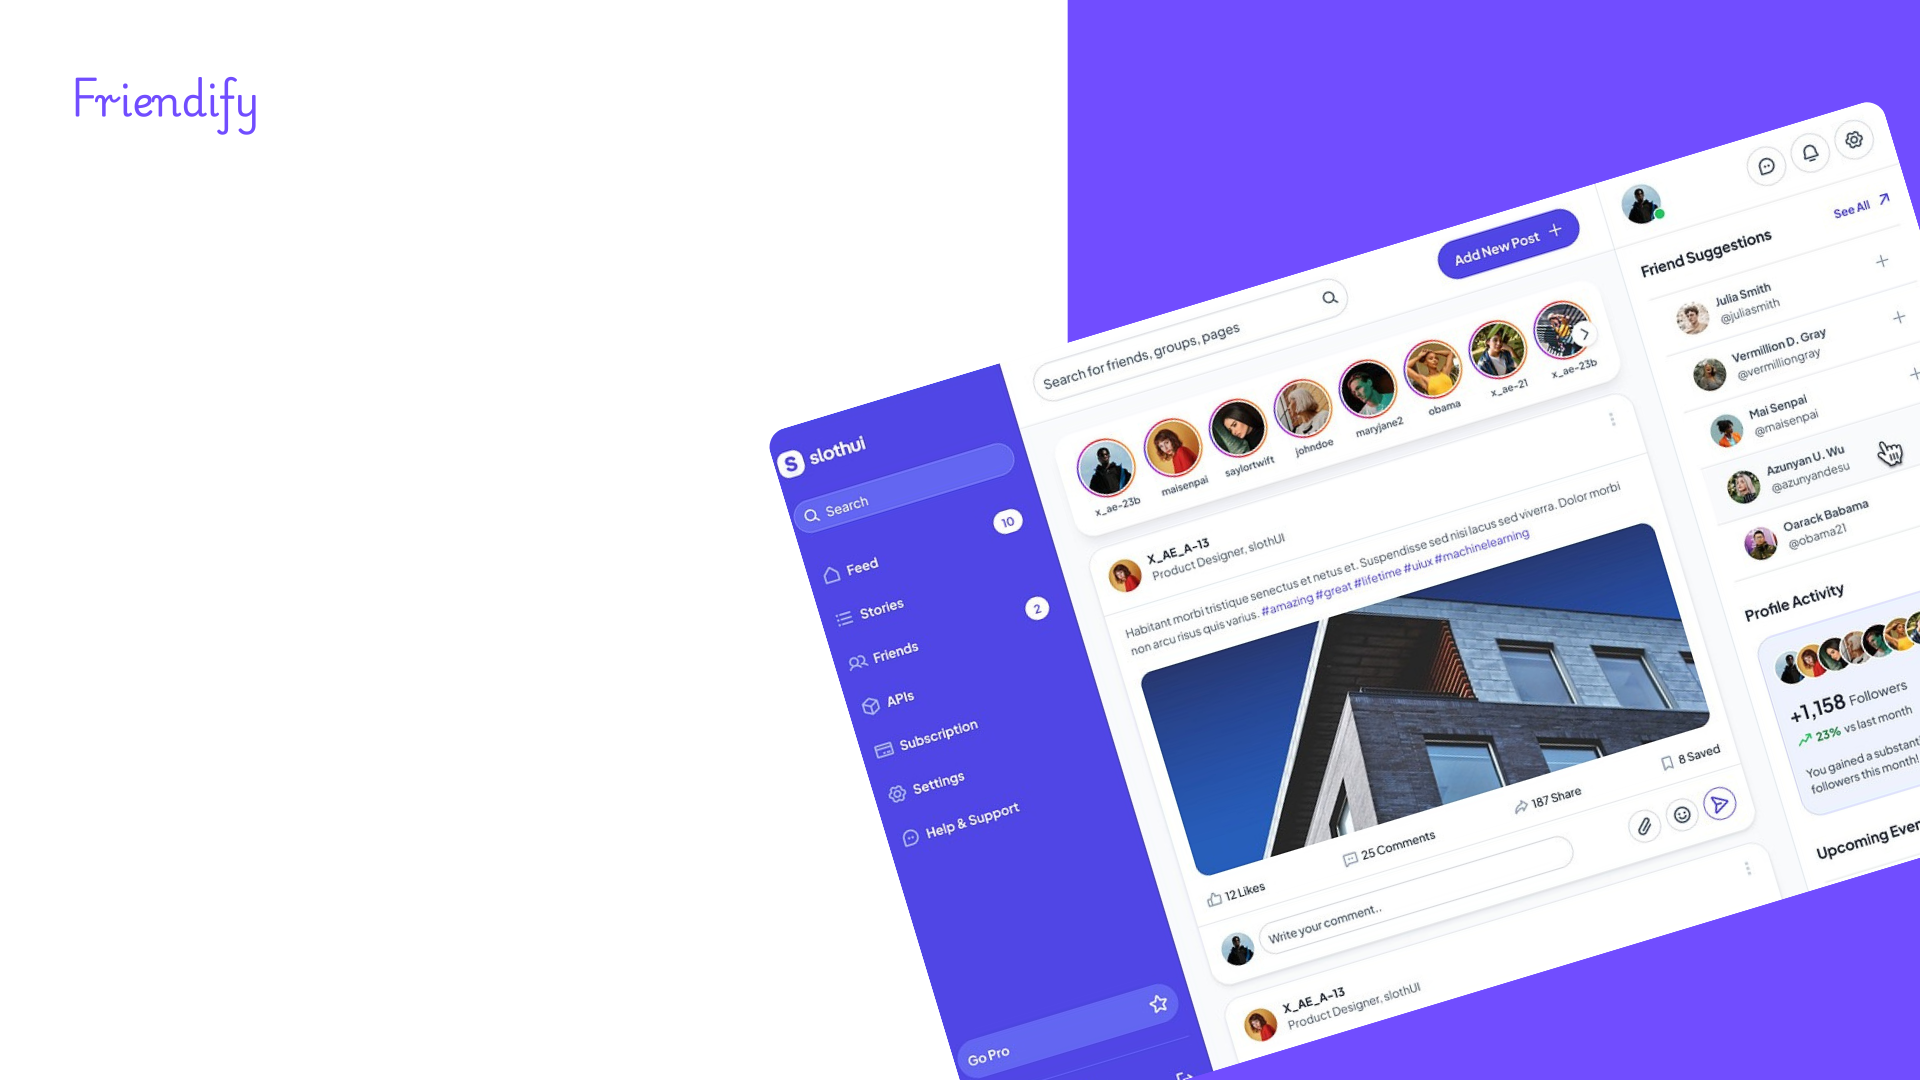 Friendify
slothui
Search
Feed
10
Stories
Friends
2
APIs
Subscription
Settings
Help & Support
Go Pro
Search for friends, groups, pages
Add New Post
x_ae-23b
maisenpai
saylortwift
johndoe
maryjane2
obama
x_ae-21
x_ae-23b
X_AE_A-13
Product Designer, slothUI
Habitant morbi tristique senectus et netus et. Suspendisse sed nisi lacus sed viverra. Dolor morbi
non arcu risus quis varius. #amazing #great #lifetime #uiux #machinelearning
12 Likes
25 Comments
187 Share
8 Saved
Write your comment..
X_AE_A-13
Product Designer, slothUI
Friend Suggestions
See All
Julia Smith
@juliasmith
Vermillion D. Gray
@vermilliongray
Mai Senpai
@maisenpai
Azunyan U. Wu
@azunyandesu
Oarack Babama
@obama21
Profile Activity
+1,158 Followers
23% vs last month
You gained a substanti
followers this month!
Upcoming Even